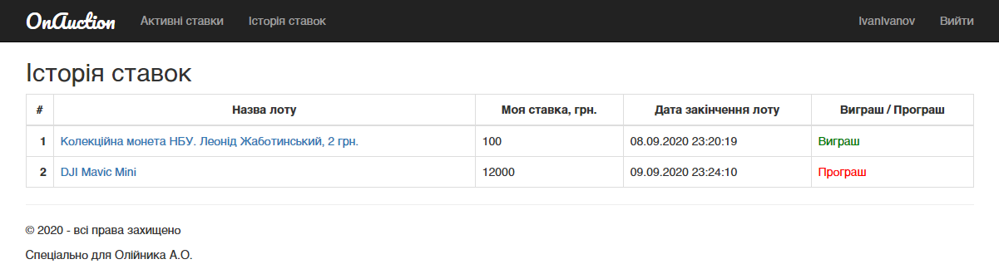 OnAuction Активні ставки Історія ставок IvanIvanov Вийти
Історія ставок
# Назва лоту Моя ставка, грн. Дата закінчення лоту Виграш / Програш
1 Колекційна монета НБУ. Леонід Жаботинський, 2 грн. 100 08.09.2020 23:20:19 Виграш
2 DJI Mavic Mini 12000 09.09.2020 23:24:10 Програш
© 2020 - всі права захищено
Спеціально для Олійника А.О.